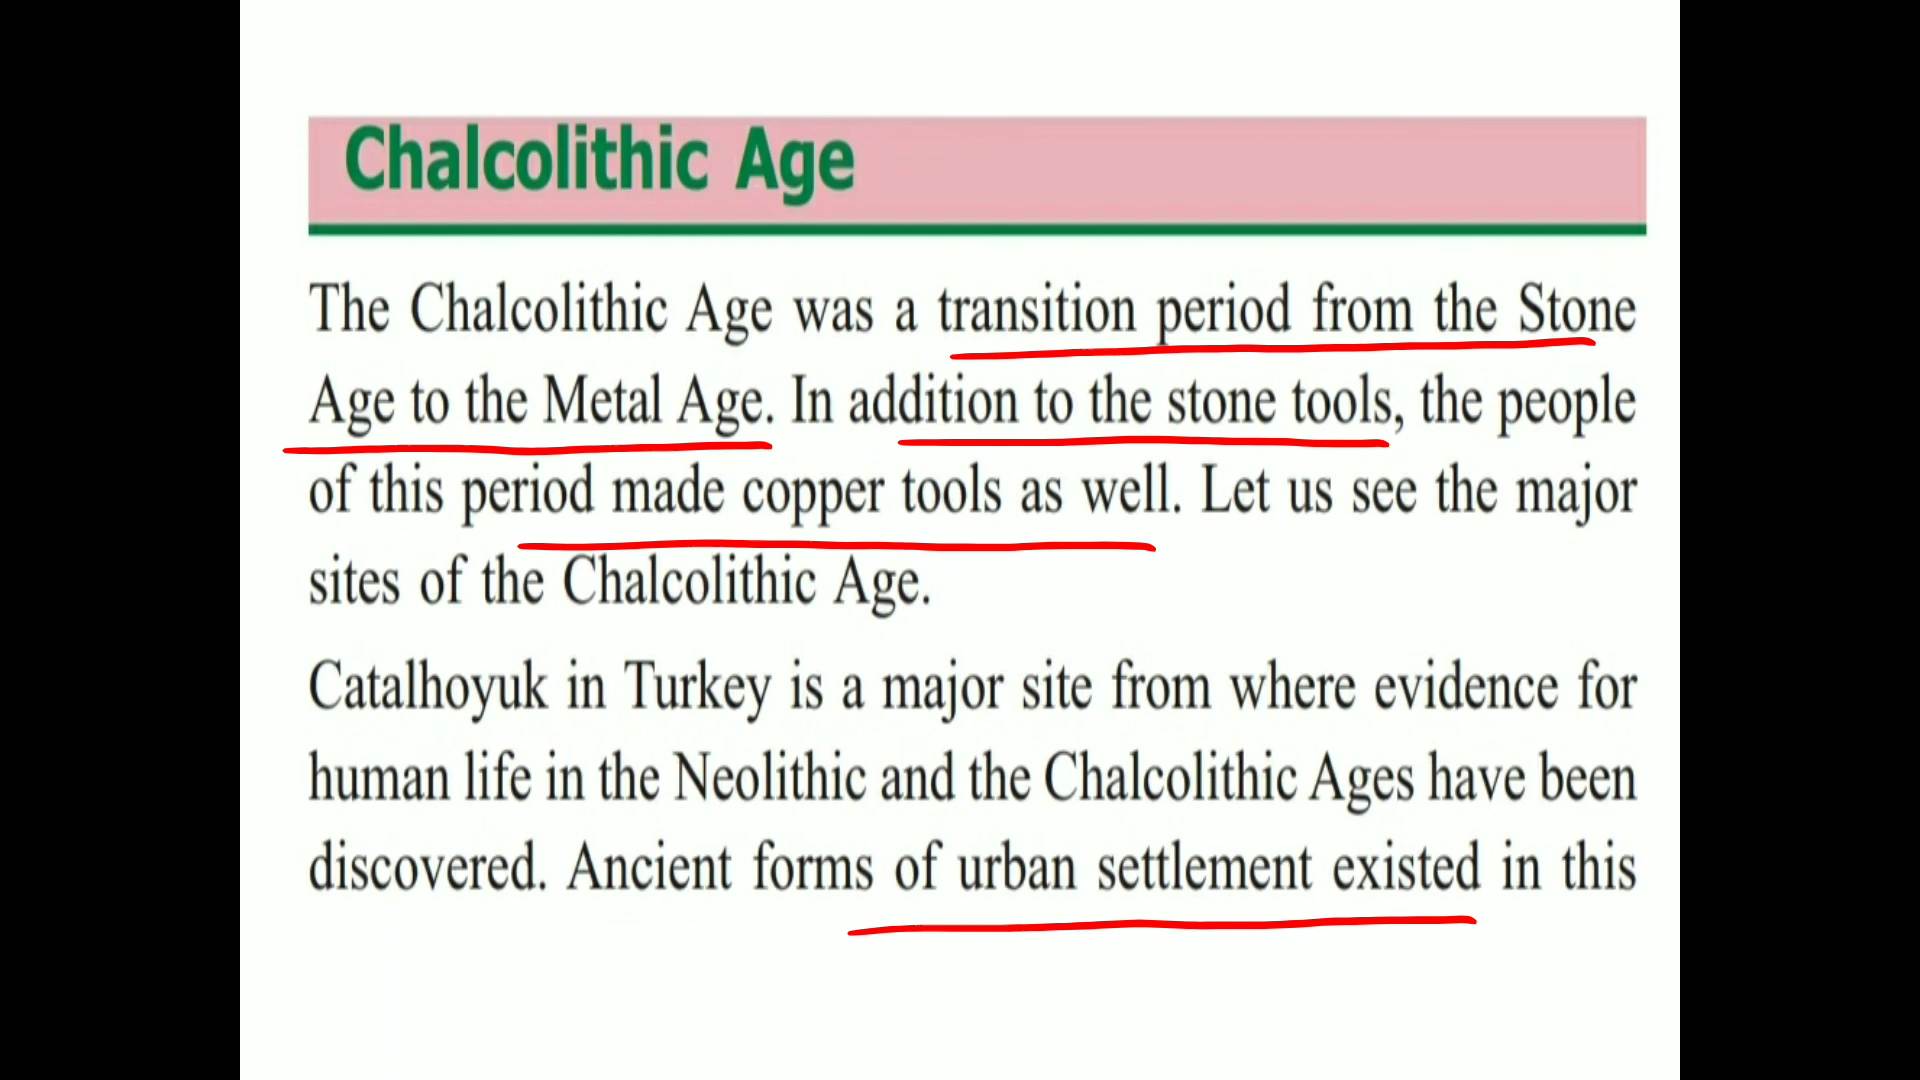 Chalcolithic Age
The Chalcolithic Age was a transition period from the Stone
Age to the Metal Age. In addition to the stone tools, the people
of this period made copper tools as well. Let us see the major
sites of the Chalcolithic Age.
Catalhoyuk in Turkey is a major site from where evidence for
human life in the Neolithic and the Chalcolithic Ages have been
discovered. Ancient forms of urban settlement existed in this